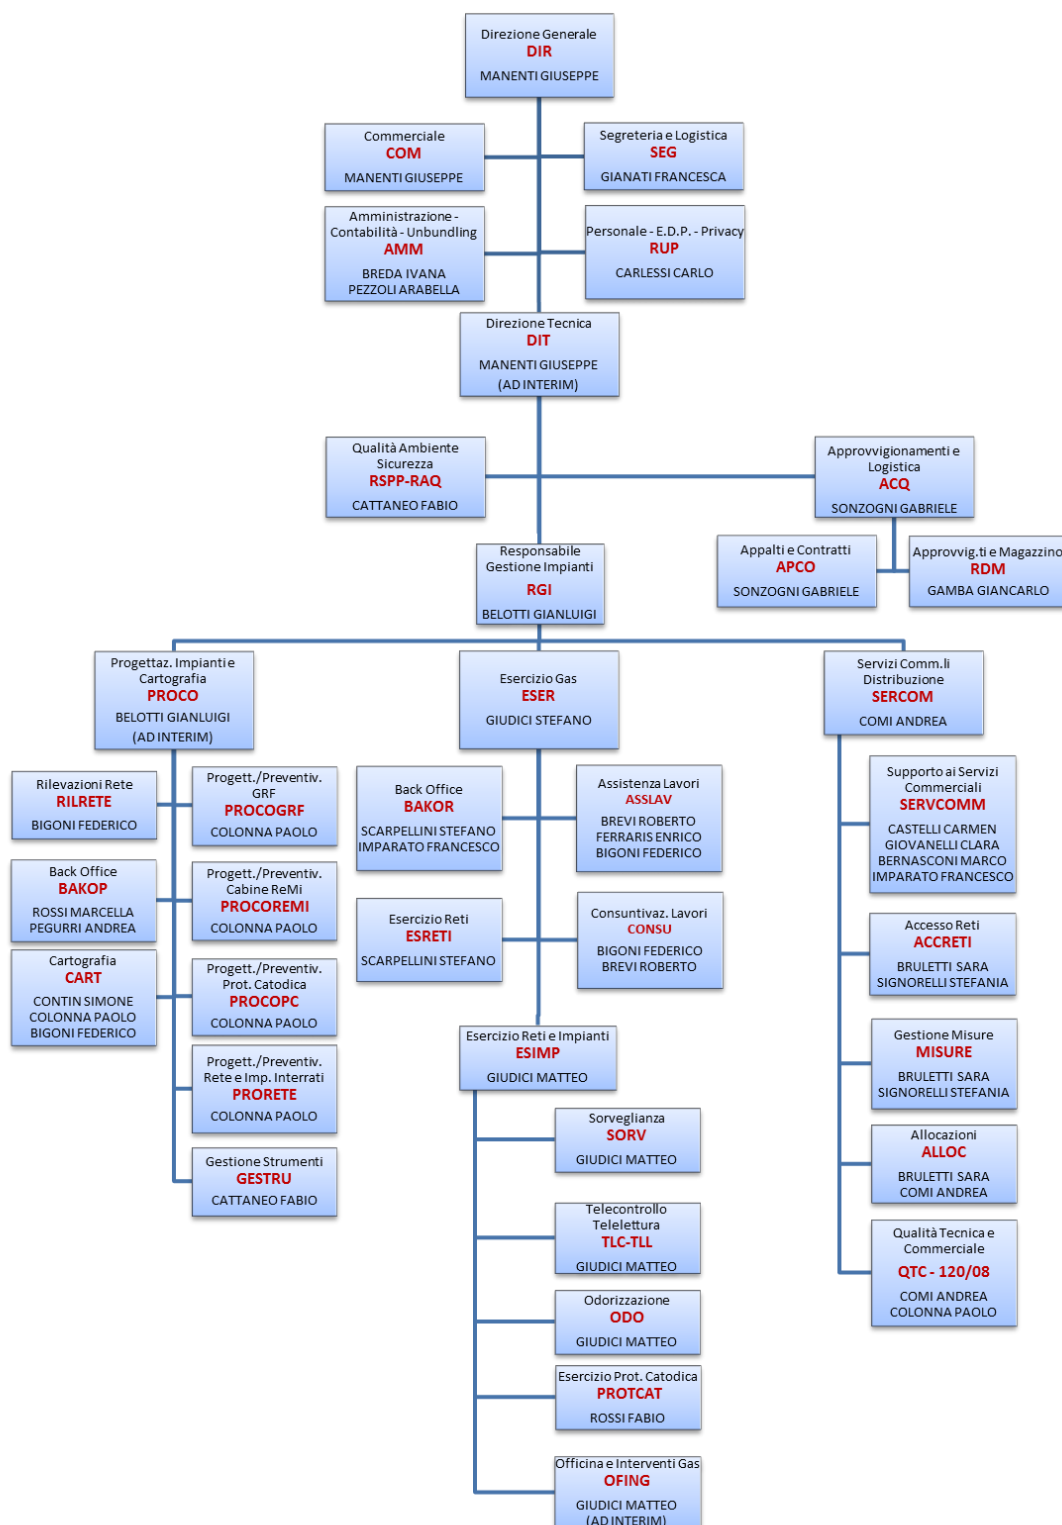 Direzione Generale
DIR
MANENTI GIUSEPPE
Commerciale
COM
MANENTI GIUSEPPE
Segreteria e Logistica
SEG
GIANATI FRANCESCA
Amministrazione -
Contabilità - Unbundling
AMM
BREDA IVANA
PEZZOLI ARABELLA
Personale - E.D.P. - Privacy
RUP
CARLESSI CARLO
Direzione Tecnica
DIT
MANENTI GIUSEPPE
(AD INTERIM)
Qualità Ambiente
Sicurezza
RSPP-RAQ
CATTANEO FABIO
Approvvigionamenti e
Logistica
ACQ
SONZOGNI GABRIELE
Appalti e Contratti
APCO
SONZOGNI GABRIELE
Approvvig.ti e Magazzino
RDM
GAMBA GIANCARLO
Responsabile
Gestione Impianti
RGI
BELOTTI GIANLUIGI
Progettaz. Impianti e
Cartografia
PROCO
BELOTTI GIANLUIGI
(AD INTERIM)
Esercizio Gas
ESER
GIUDICI STEFANO
Servizi Comm.li
Distribuzione
SERCOM
COMI ANDREA
Rilevazioni Rete
RILRETE
BIGONI FEDERICO
Progett./Preventiv.
GRF
PROCOGRF
COLONNA PAOLO
Back Office
BAKOP
ROSSI MARCELLA
PEGURRI ANDREA
Progett./Preventiv.
Cabine ReMi
PROCOREMI
COLONNA PAOLO
Cartografia
CART
CONTIN SIMONE
COLONNA PAOLO
BIGONI FEDERICO
Progett./Preventiv.
Prot. Catodica
PROCOPC
COLONNA PAOLO
Progett./Preventiv.
Rete e Imp. Interrati
PRORETE
COLONNA PAOLO
Gestione Strumenti
GESTRU
CATTANEO FABIO
Back Office
BAKOR
SCARPELLINI STEFANO
IMPARATO FRANCESCO
Assistenza Lavori
ASSLAV
BREVI ROBERTO
FERRARIS ENRICO
BIGONI FEDERICO
Esercizio Reti
ESRETI
SCARPELLINI STEFANO
Consuntivaz. Lavori
CONSU
BIGONI FEDERICO
BREVI ROBERTO
Esercizio Reti e Impianti
ESIMP
GIUDICI MATTEO
Sorveglianza
SORV
GIUDICI MATTEO
Telecontrollo
Telelettura
TLC-TLL
GIUDICI MATTEO
Odorizzazione
ODO
GIUDICI MATTEO
Esercizio Prot. Catodica
PROTCAT
ROSSI FABIO
Officina e Interventi Gas
OFING
GIUDICI MATTEO
(AD INTERIM)
Supporto ai Servizi
Commerciali
SERVCOMM
CASTELLI CARMEN
GIOVANELLI CLARA
BERNASCONI MARCO
IMPARATO FRANCESCO
Accesso Reti
ACCRETI
BRULETTI SARA
SIGNORELLI STEFANIA
Gestione Misure
MISURE
BRULETTI SARA
SIGNORELLI STEFANIA
Allocazioni
ALLOC
BRULETTI SARA
COMI ANDREA
Qualità Tecnica e
Commerciale
QTC - 120/08
COMI ANDREA
COLONNA PAOLO